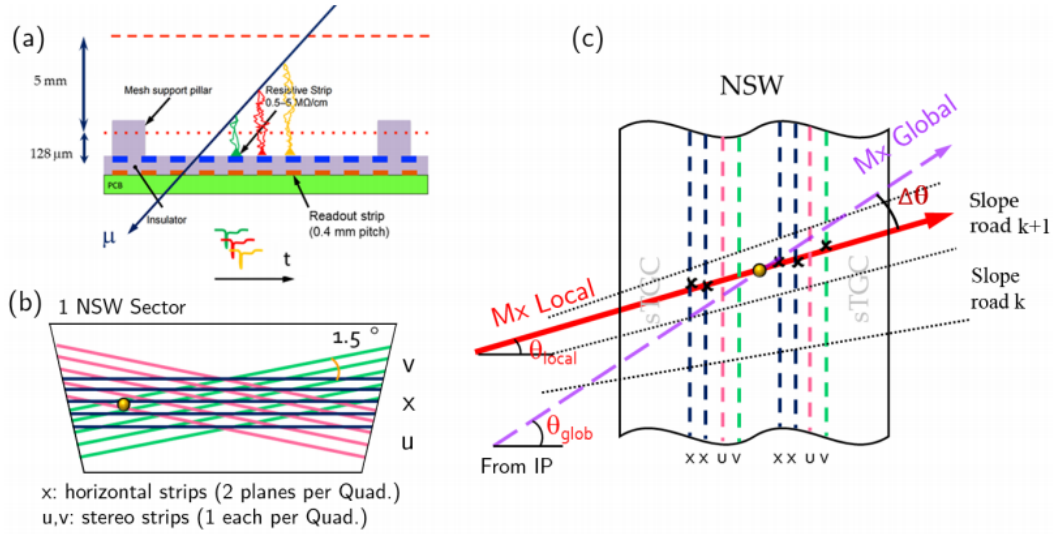 (a)
5 mm
128 μm
Mesh support pillar
Resistive Strip
0.5–5 MΩ/cm
PCB
Insulator
Readout strip
(0.4 mm pitch)
μ
t
(b)
1 NSW Sector
1.5 °
v
x
u
x: horizontal strips (2 planes per Quad.)
u,v: stereo strips (1 each per Quad.)
(c)
NSW
Mx Global
Δθ
Slope
road k+1
Slope
road k
sTGC
sTGC
Mx Local
θlocal
θglob
From IP
x x u v x x u v